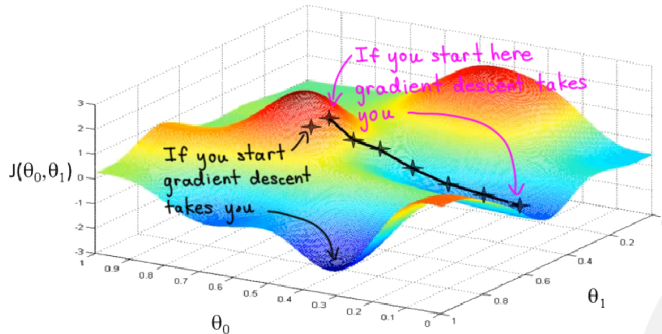 If you start here
gradient descent takes
you
If you start
gradient descent
takes you
J(θ₀,θ₁)
3
2
1
0
-1
-2
-3
1
0.9
0.8
0.7
0.6
0.5
0.4
0.3
0.2
0.1
0
θ₀
1
0.8
0.6
0.4
0.2
θ₁